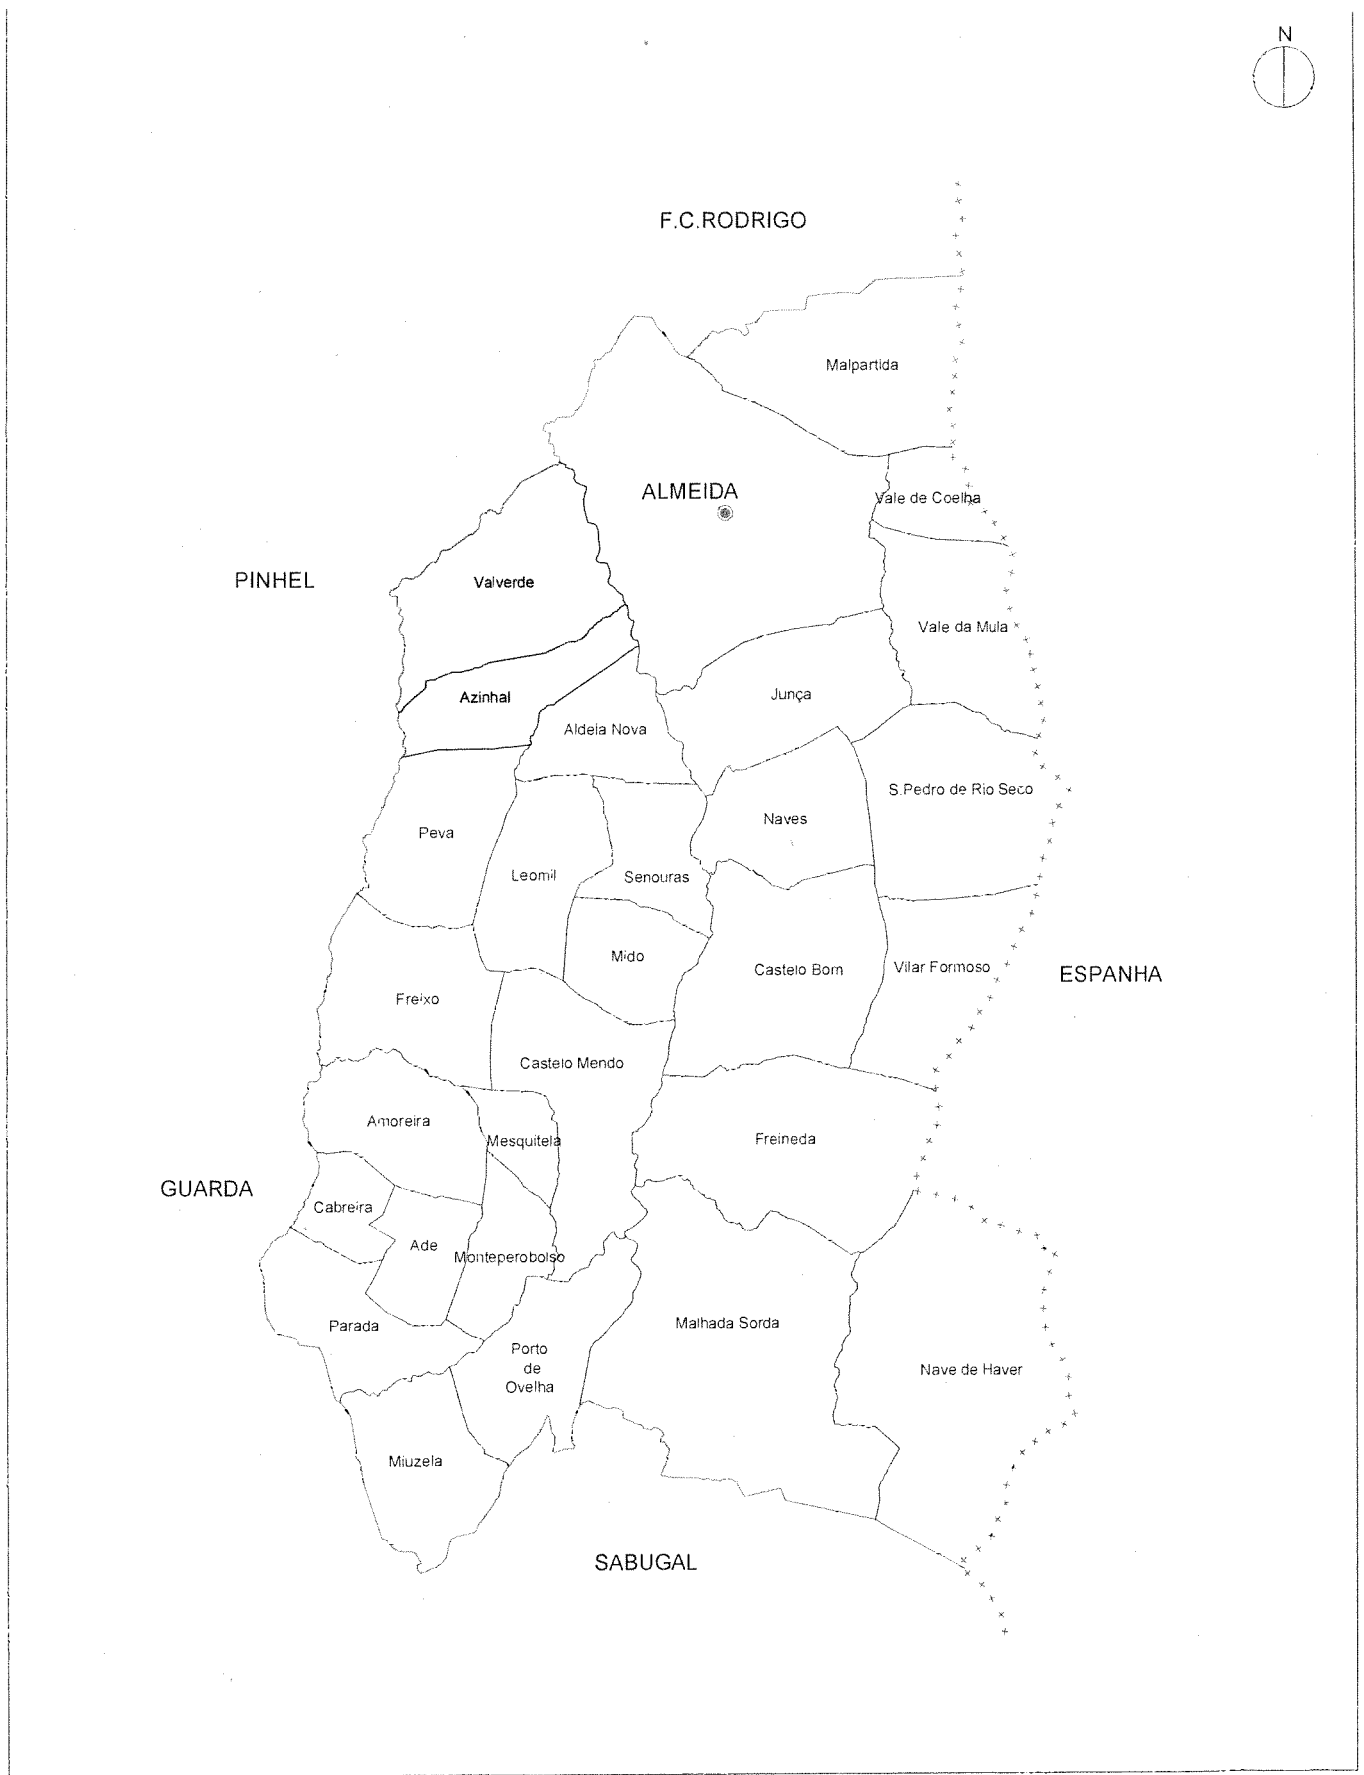 N
F.C.RODRIGO
Malpartida
ALMEIDA
Vale de Coelha
PINHEL
Valverde
Vale da Mula
Azinhal
Junça
Aldeia Nova
S.Pedro de Rio Seco
Naves
Peva
Leomil
Senouras
Mido
Castelo Bom
Vilar Formoso
ESPANHA
Freixo
Castelo Mendo
Amoreira
Mesquitela
Freineda
GUARDA
Cabreira
Ade
Monteperobolso
Parada
Malhada Sorda
Porto
de
Ovelha
Nave de Haver
Miuzela
SABUGAL